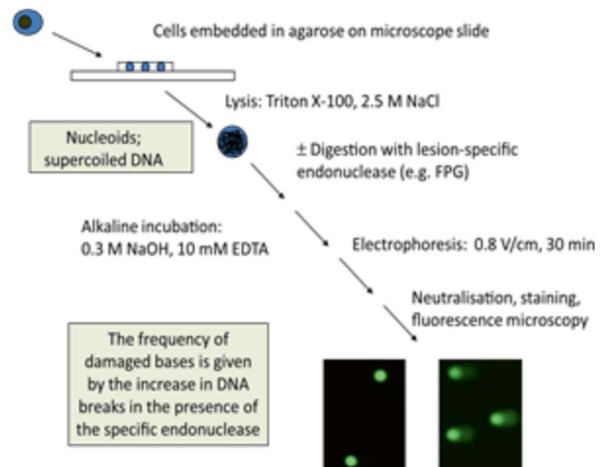 Cells embedded in agarose on microscope slide
Lysis: Triton X-100, 2.5 M NaCl
Nucleoids;
supercoiled DNA
± Digestion with lesion-specific
endonuclease (e.g. FPG)
Alkaline incubation:
0.3 M NaOH, 10 mM EDTA
Electrophoresis: 0.8 V/cm, 30 min
Neutralisation, staining,
fluorescence microscopy
The frequency of
damaged bases is given
by the increase in DNA
breaks in the presence of
the specific endonuclease